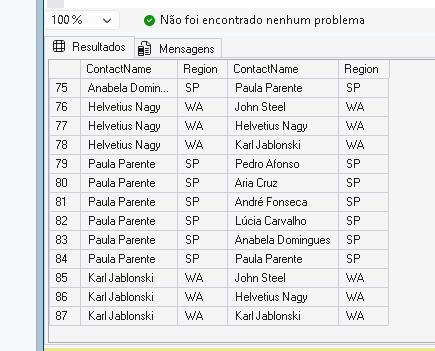 100 % Não foi encontrado nenhum problema
Resultados Mensagens
ContactName Region ContactName Region
75 Anabela Domin... SP Paula Parente SP
76 Helvetius Nagy WA John Steel WA
77 Helvetius Nagy WA Helvetius Nagy WA
78 Helvetius Nagy WA Karl Jablonski WA
79 Paula Parente SP Pedro Afonso SP
80 Paula Parente SP Aria Cruz SP
81 Paula Parente SP André Fonseca SP
82 Paula Parente SP Lúcia Carvalho SP
83 Paula Parente SP Anabela Domingues SP
84 Paula Parente SP Paula Parente SP
85 Karl Jablonski WA John Steel WA
86 Karl Jablonski WA Helvetius Nagy WA
87 Karl Jablonski WA Karl Jablonski WA